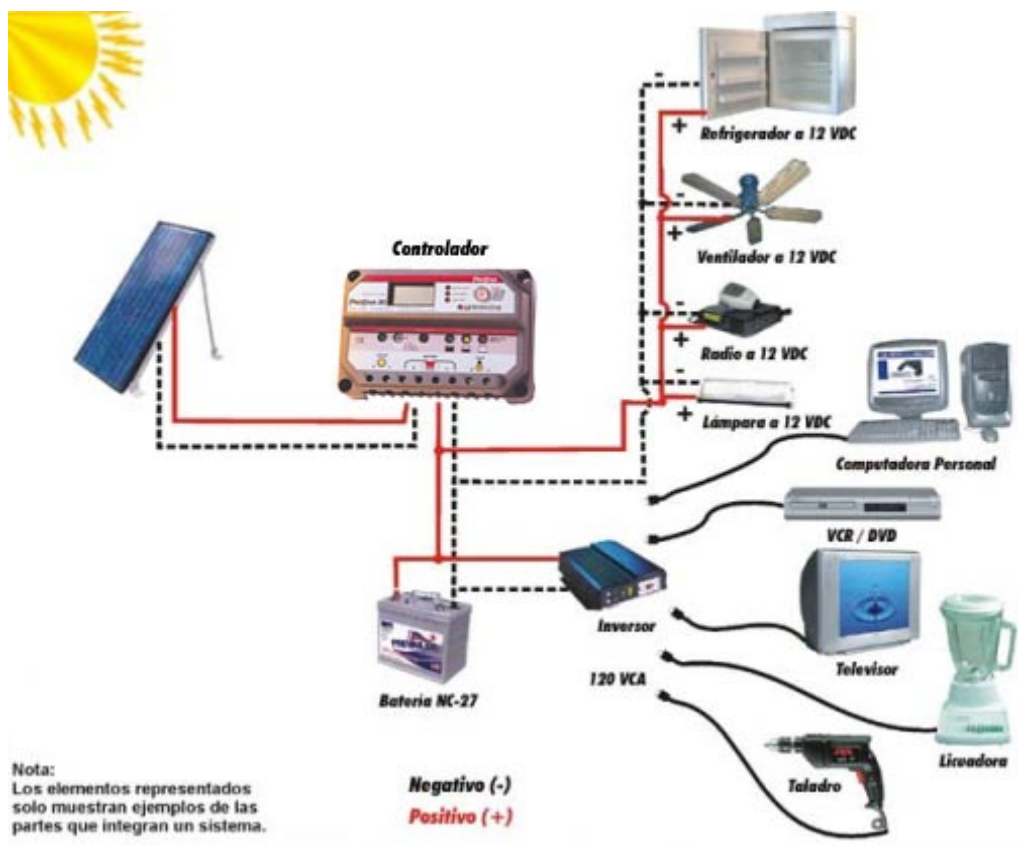 -
+
Refrigerador a 12 VDC
-
+
Ventilador a 12 VDC
Controlador
-
+
Radio a 12 VDC
-
+
Lámpara a 12 VDC
Computadora Personal
VCR / DVD
Inversor
Televisor
120 VCA
Batería NC-27
Licuadora
Taladro
Nota:
Los elementos representados
solo muestran ejemplos de las
partes que integran un sistema.
Negativo (-)
Positivo (+)